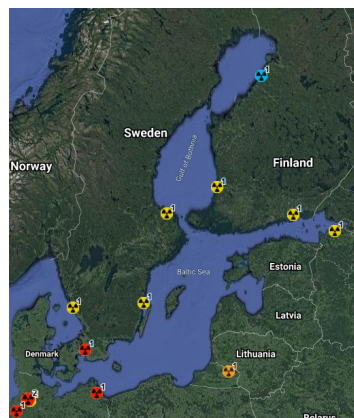 1
Sweden
Gulf of Bothnia
Norway
Finland
1
1
1
1
Estonia
Baltic Sea
1
1
Latvia
1
Denmark
Lithuania
1
1
2
1
Belarus